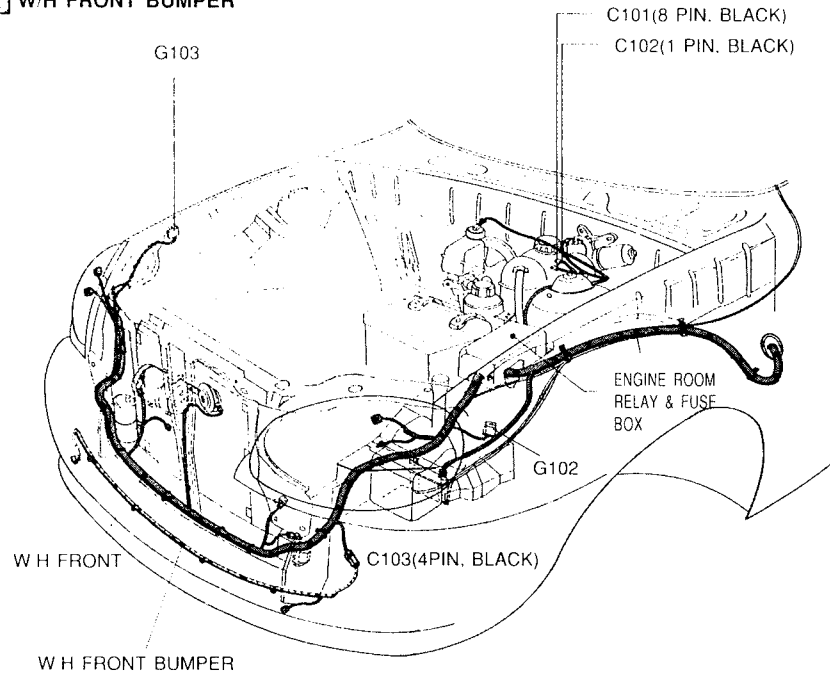 W/H FRONT BUMPER
C101(8 PIN. BLACK)
C102(1 PIN. BLACK)
G103
ENGINE ROOM
RELAY & FUSE
BOX
G102
C103(4PIN. BLACK)
W H FRONT
W H FRONT BUMPER